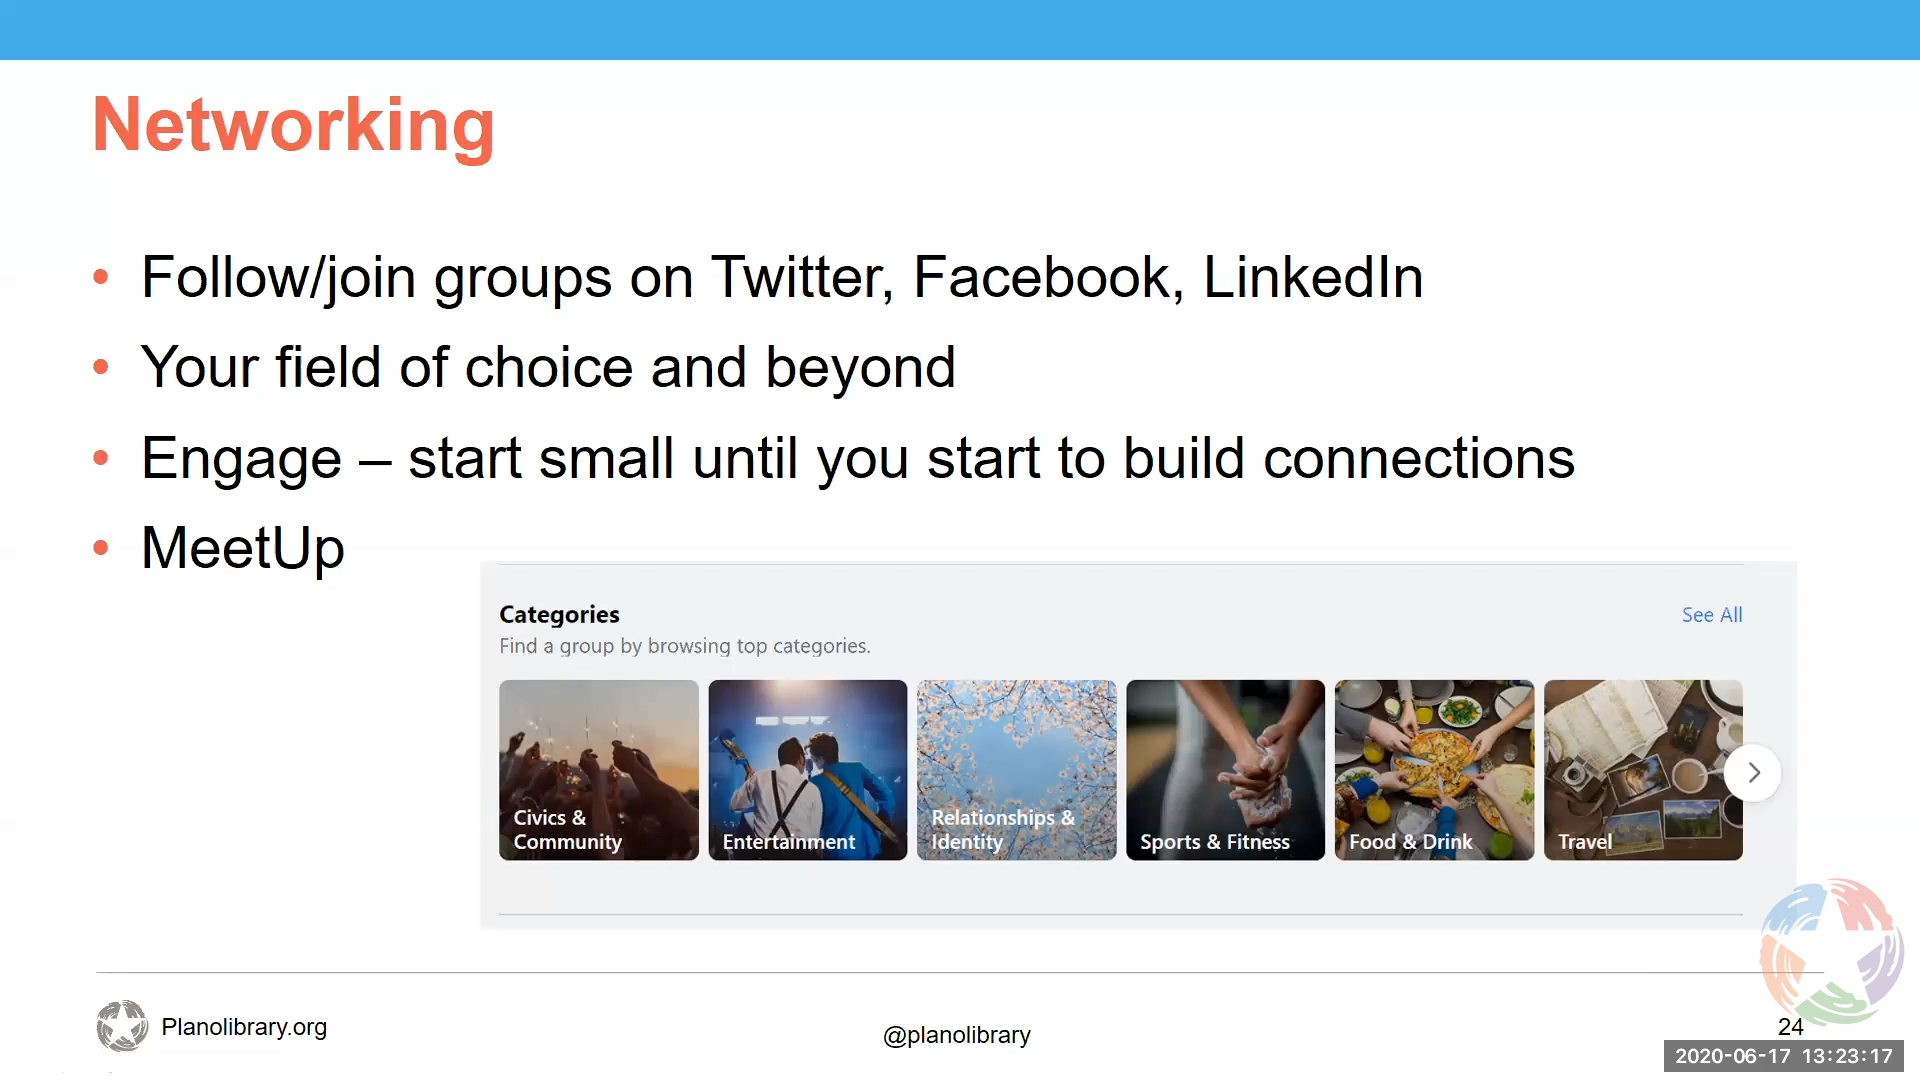 Networking
• Follow/join groups on Twitter, Facebook, LinkedIn
• Your field of choice and beyond
• Engage – start small until you start to build connections
• MeetUp
Categories
See All
Find a group by browsing top categories.
Civics &
Community
Entertainment
Relationships &
Identity
Sports & Fitness
Food & Drink
Travel
Planolibrary.org
@planolibrary
24
2020-06-17 13:23:17